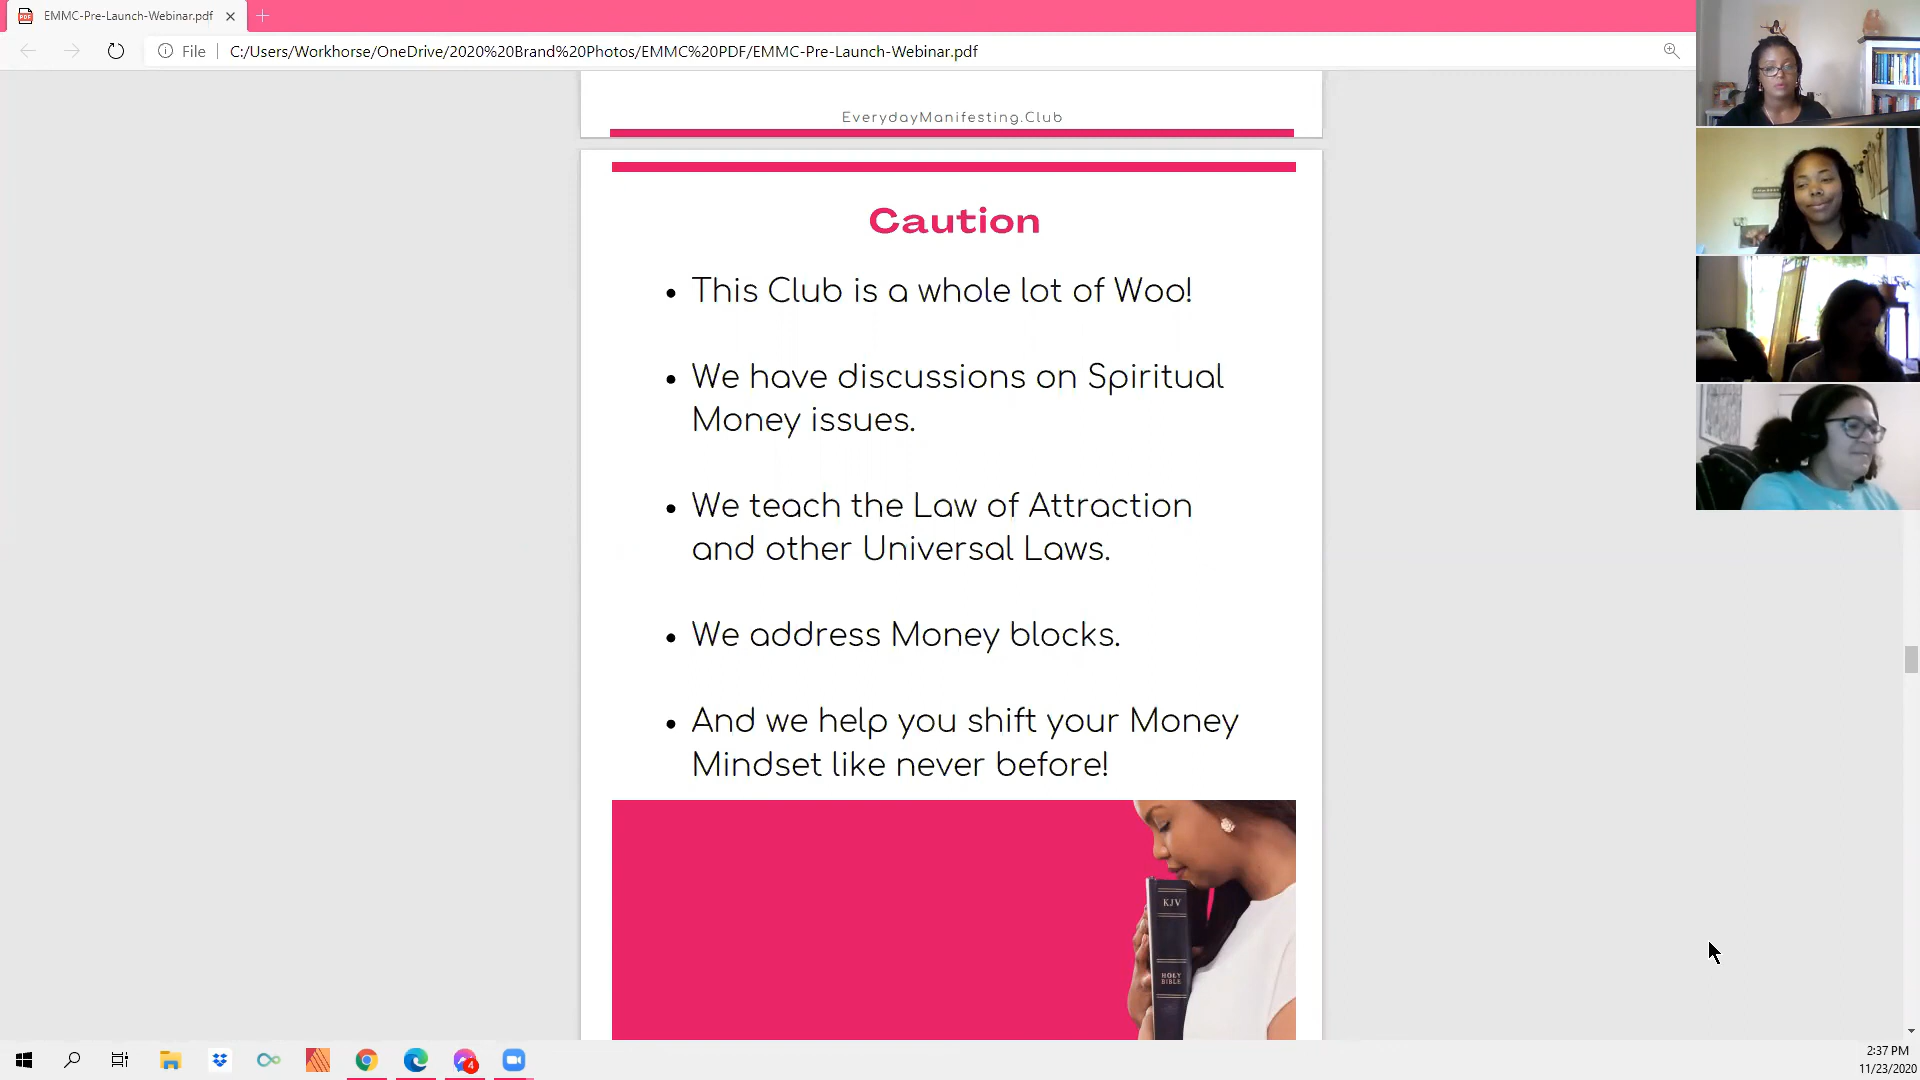 EMMC-Pre-Launch-Webinar.pdf
File
C:/Users/Workhorse/OneDrive/2020%20Brand%20Photos/EMMC%20PDF/EMMC-Pre-Launch-Webinar.pdf
EverydayManifesting.Club
Caution
• This Club is a whole lot of Woo!
• We have discussions on Spiritual
Money issues.
• We teach the Law of Attraction
and other Universal Laws.
• We address Money blocks.
• And we help you shift your Money
Mindset like never before!
KJV
HOLY
BIBLE
4
2:37 PM
11/23/2020